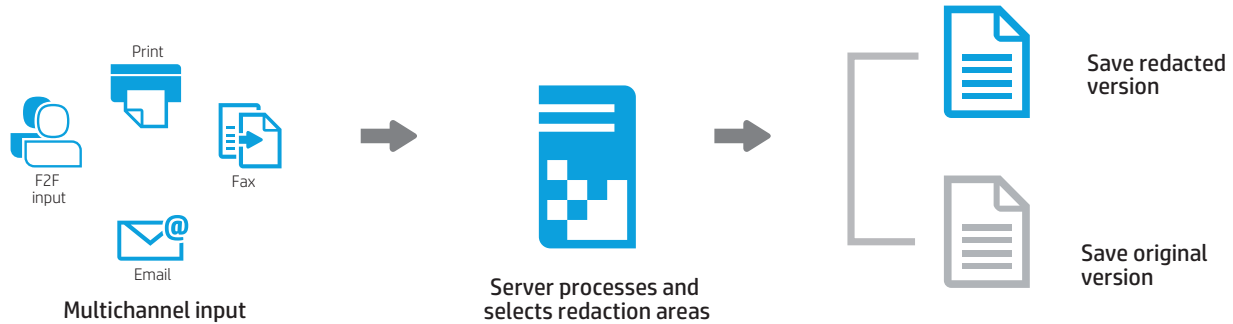 Print
F2F
input
Fax
@
Email
Multichannel input
Server processes and
selects redaction areas
Save redacted
version
Save original
version